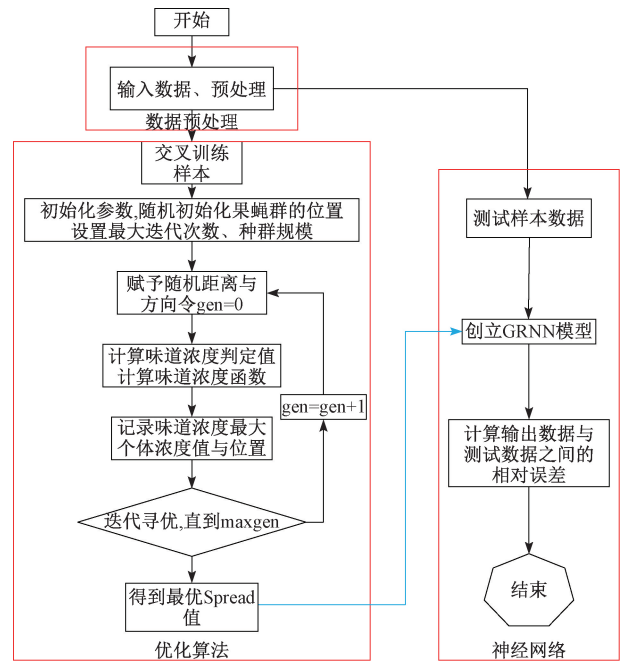 开始
输入数据、预处理
数据预处理
交叉训练
样本
初始化参数,随机初始化果蝇群的位置
设置最大迭代次数、种群规模
赋予随机距离与
方向令gen=0
计算味道浓度判定值
计算味道浓度函数
gen=gen+1
记录味道浓度最大
个体浓度值与位置
迭代寻优,直到maxgen
得到最优Spread
值
优化算法
测试样本数据
创立GRNN模型
计算输出数据与
测试数据之间的
相对误差
结束
神经网络